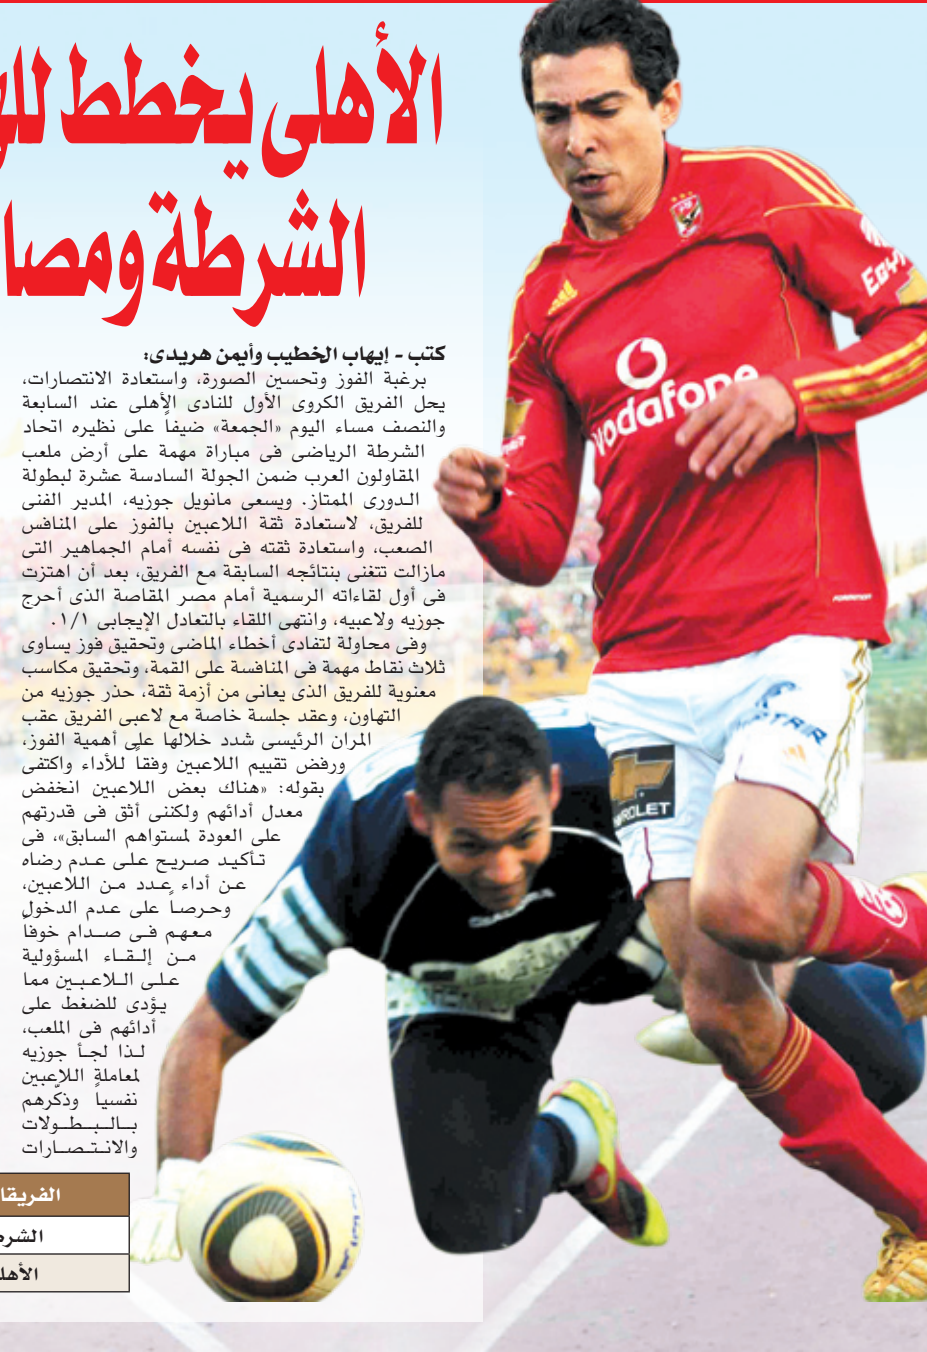 الأهلى يخطط
الشرطة
كتب - إيهاب الخطيب وأيمن هريدى:
برغبة الفوز وتحسين الصورة، واستعادة الانتصارات،
يحل الفريق الكروى الأول للنادى الأهلى عند السابعة
والنصف مساء اليوم «الجمعة» ضيفاً على نظيره اتحاد
الشرطة الرياضى فى مباراة مهمة على أرض ملعب
المقاولون العرب ضمن الجولة السادسة عشرة لبطولة
الدورى الممتاز. ويسعى مانويل جوزيه، المدير الفنى
للفريق، لاستعادة ثقة اللاعبين بالفوز على المنافس
الصعب، واستعادة ثقته فى نفسه أمام الجماهير التى
مازالت تتغنى بنتائجه السابقة مع الفريق، بعد أن اهتزت
فى أول لقاءاته الرسمية أمام مصر المقاصة الذى أحرج
جوزيه ولاعبيه، وانتهى اللقاء بالتعادل الإيجابى ١/١.
وفى محاولة لتفادى أخطاء الماضى وتحقيق فوز يساوى
ثلاث نقاط مهمة فى المنافسة على القمة، وتحقيق مكاسب
معنوية للفريق الذى يعانى من أزمة ثقة، حذر جوزيه من
التهاون، وعقد جلسة خاصة مع لاعبى الفريق عقب
المران الرئيسى شدد خلالها على أهمية الفوز،
ورفض تقييم اللاعبين وفقاً للأداء واكتفى
بقوله: «هناك بعض اللاعبين انخفض
معدل أدائهم ولكننى أثق فى قدرتهم
على العودة لمستواهم السابق»، فى
تأكيد صريح على عدم رضاه
عن أداء عدد من اللاعبين،
وحرصاً على عدم الدخول
معهم فى صدام خوفاً
من إلقاء المسؤولية
على اللاعبين مما
يؤدى للضغط على
أدائهم فى الملعب،
لذا لجأ جوزيه
لمعاملة اللاعبين
نفسياً وذكّرهم
بالبطولات
والانتصارات
vodafone
FORMOTION